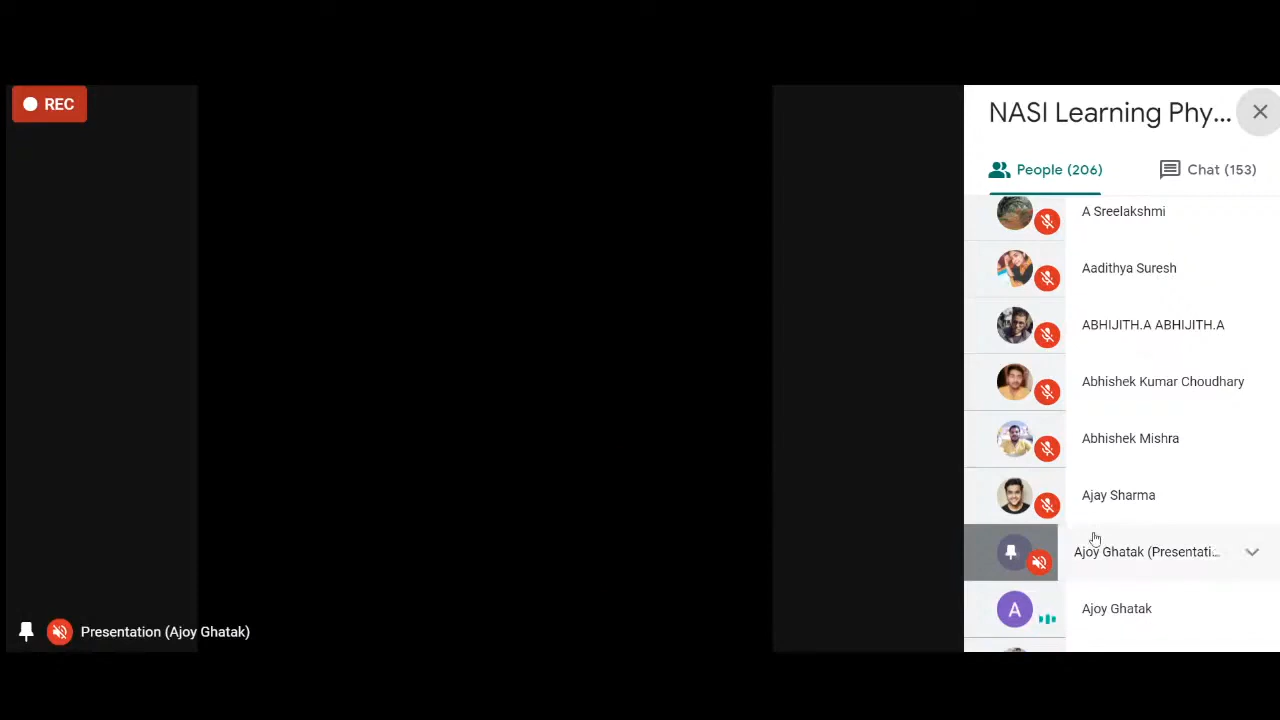 REC
NASI Learning Phy...
People (206)
Chat (153)
A Sreelakshmi
Aadithya Suresh
ABHIJITH.A ABHIJITH.A
Abhishek Kumar Choudhary
Abhishek Mishra
Ajay Sharma
Ajoy Ghatak (Presentati...
A
Ajoy Ghatak
Presentation (Ajoy Ghatak)